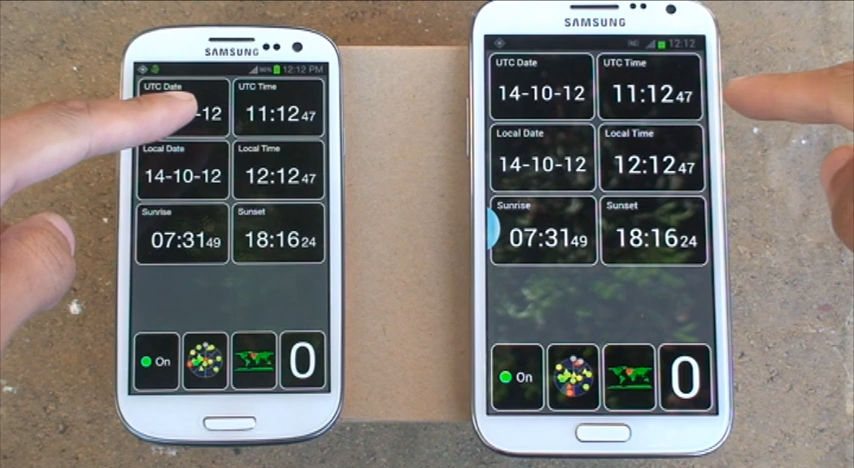 SAMSUNG
12:12 PM
UTC Date
-12
UTC Time
11:12 47
Local Date
14-10-12
Local Time
12:12 47
Sunrise
07:31 49
Sunset
18:16 24
On
0
SAMSUNG
12:12
UTC Date
14-10-12
UTC Time
11:12 47
Local Date
14-10-12
Local Time
12:12 47
Sunrise
07:31 49
Sunset
18:16 24
On
0